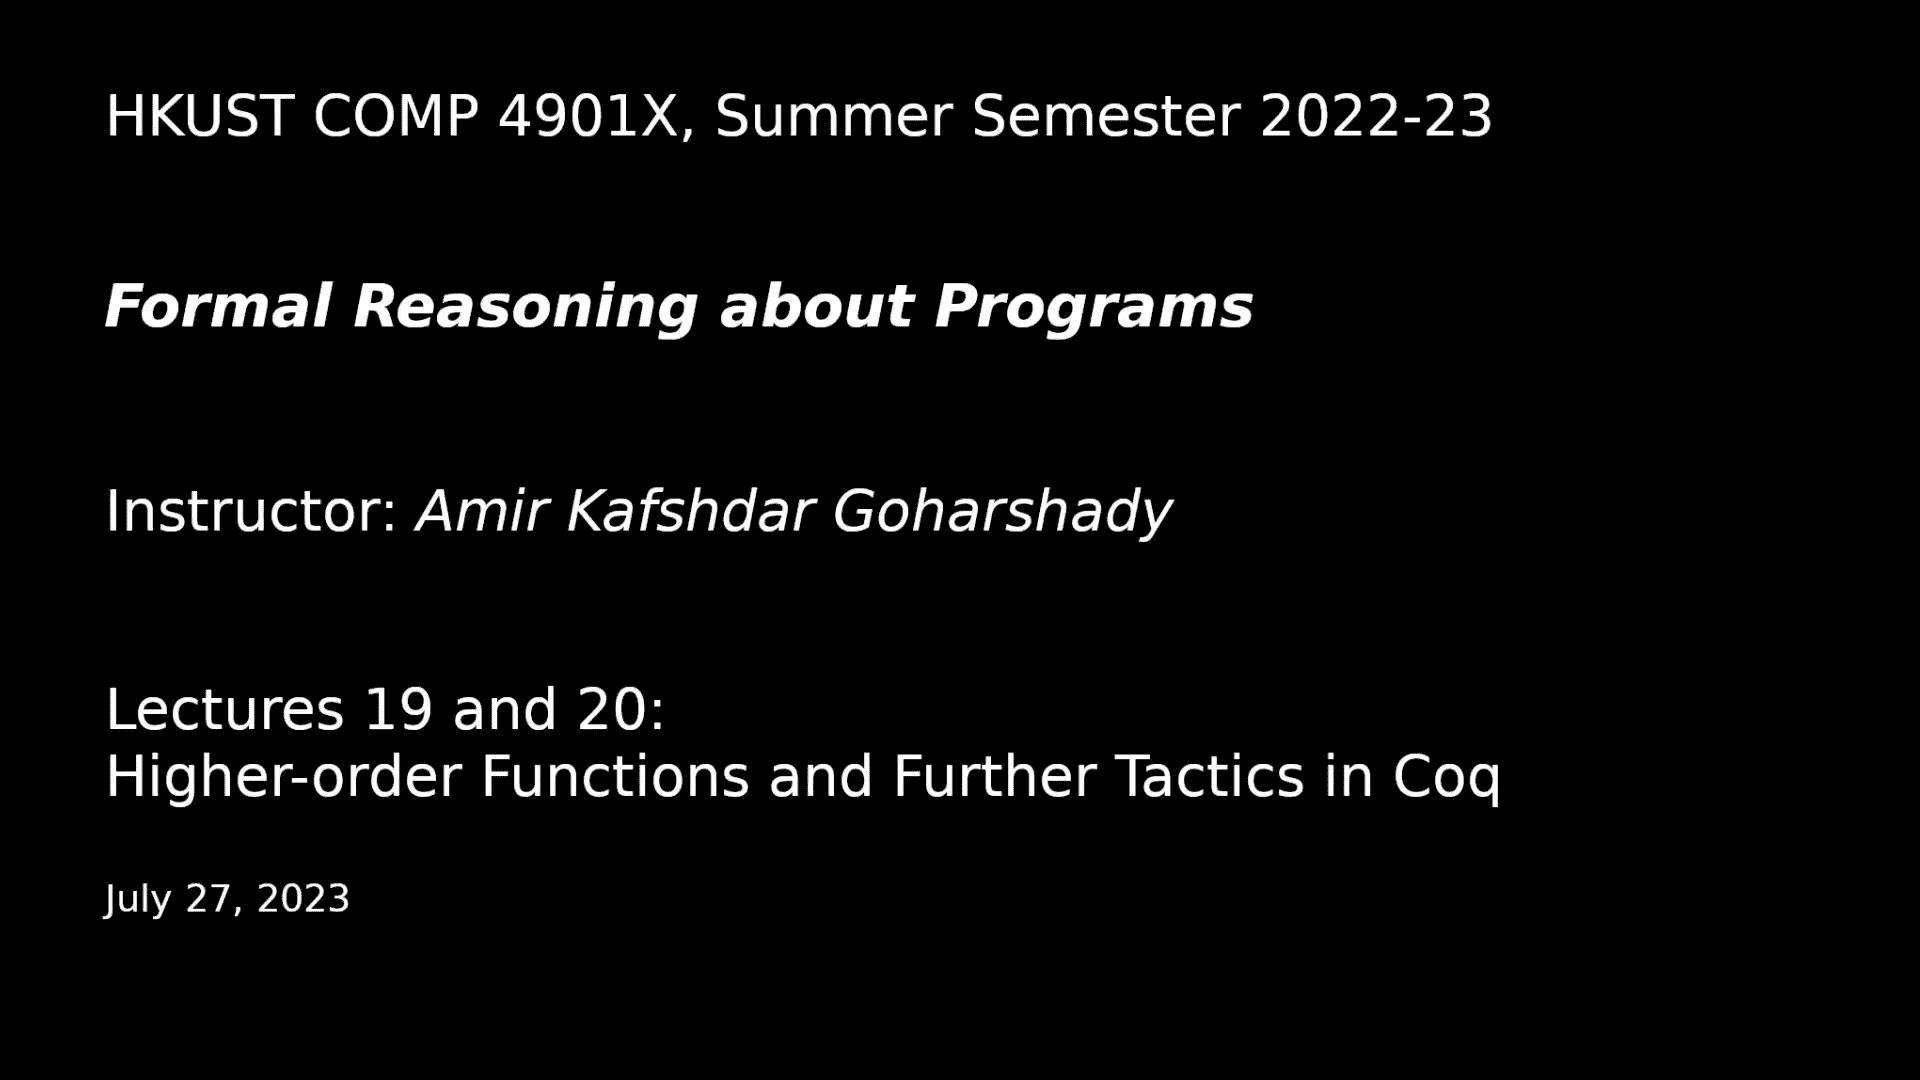 HKUST COMP 4901X, Summer Semester 2022-23
Formal Reasoning about Programs
Instructor: Amir Kafshdar Goharshady
Lectures 19 and 20:
Higher-order Functions and Further Tactics in Coq
July 27, 2023